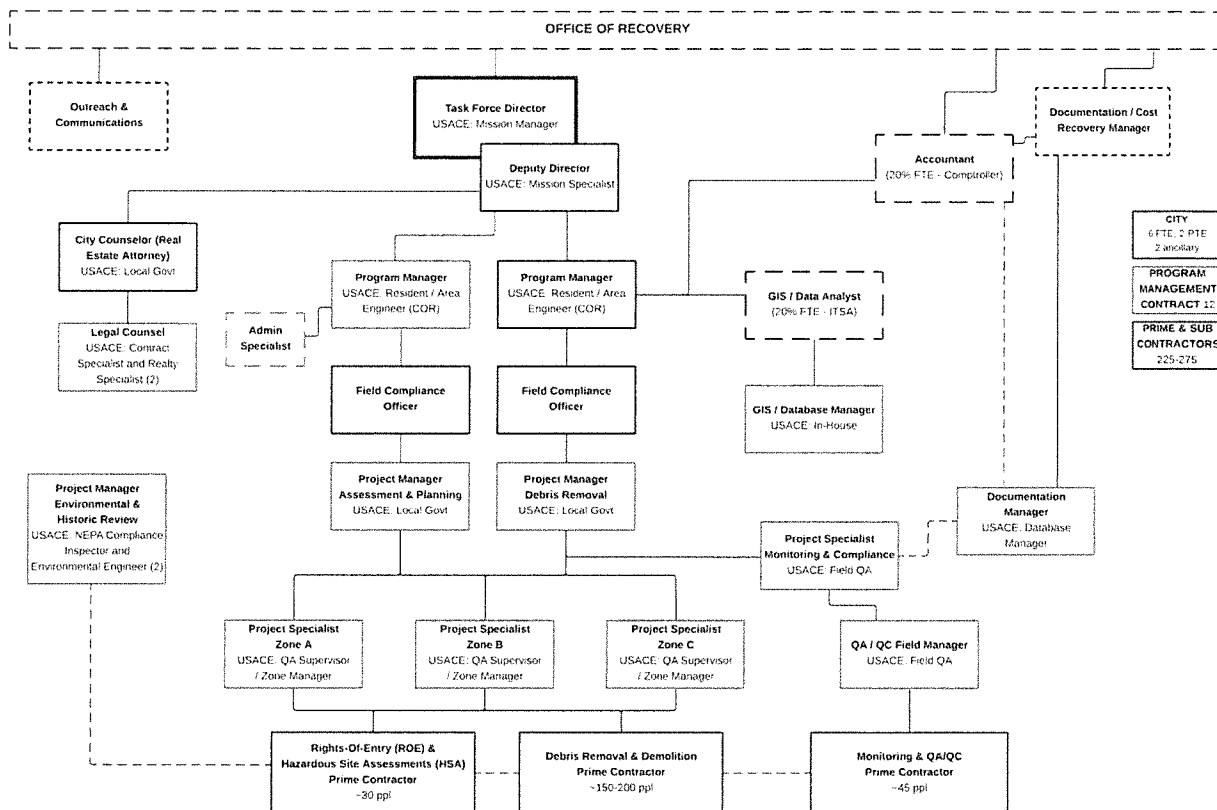 OFFICE OF RECOVERY
Outreach &
Communications
Task Force Director
USACE: Mission Manager
Documentation / Cost
Recovery Manager
Accountant
(20% FTE - Comptroller)
Deputy Director
USACE: Mission Specialist
City Counselor (Real
Estate Attorney)
USACE: Local Govt
CITY
6 FTE, 2 PTE
2 ancillary
Program Manager
USACE: Resident / Area
Engineer (COR)
Program Manager
USACE: Resident / Area
Engineer (COR)
GIS / Data Analyst
(20% FTE - ITSA)
PROGRAM
MANAGEMENT
CONTRACT 12
Admin
Specialist
Legal Counsel
USACE: Contract
Specialist and Realty
Specialist (2)
PRIME & SUB
CONTRACTORS
225-275
Field Compliance
Officer
Field Compliance
Officer
GIS / Database Manager
USACE: In-House
Project Manager
Environmental &
Historic Review
USACE: NEPA Compliance
Inspector and
Environmental Engineer (2)
Project Manager
Assessment & Planning
USACE: Local Govt
Project Manager
Debris Removal
USACE: Local Govt
Documentation
Manager
USACE: Database
Manager
Project Specialist
Monitoring & Compliance
USACE: Field QA
Project Specialist
Zone A
USACE: QA Supervisor
/ Zone Manager
Project Specialist
Zone B
USACE: QA Supervisor
/ Zone Manager
Project Specialist
Zone C
USACE: QA Supervisor
/ Zone Manager
QA / QC Field Manager
USACE: Field QA
Rights-Of-Entry (ROE) &
Hazardous Site Assessments (HSA)
Prime Contractor
~30 ppl
Debris Removal & Demolition
Prime Contractor
~150-200 ppl
Monitoring & QA/QC
Prime Contractor
~45 ppl